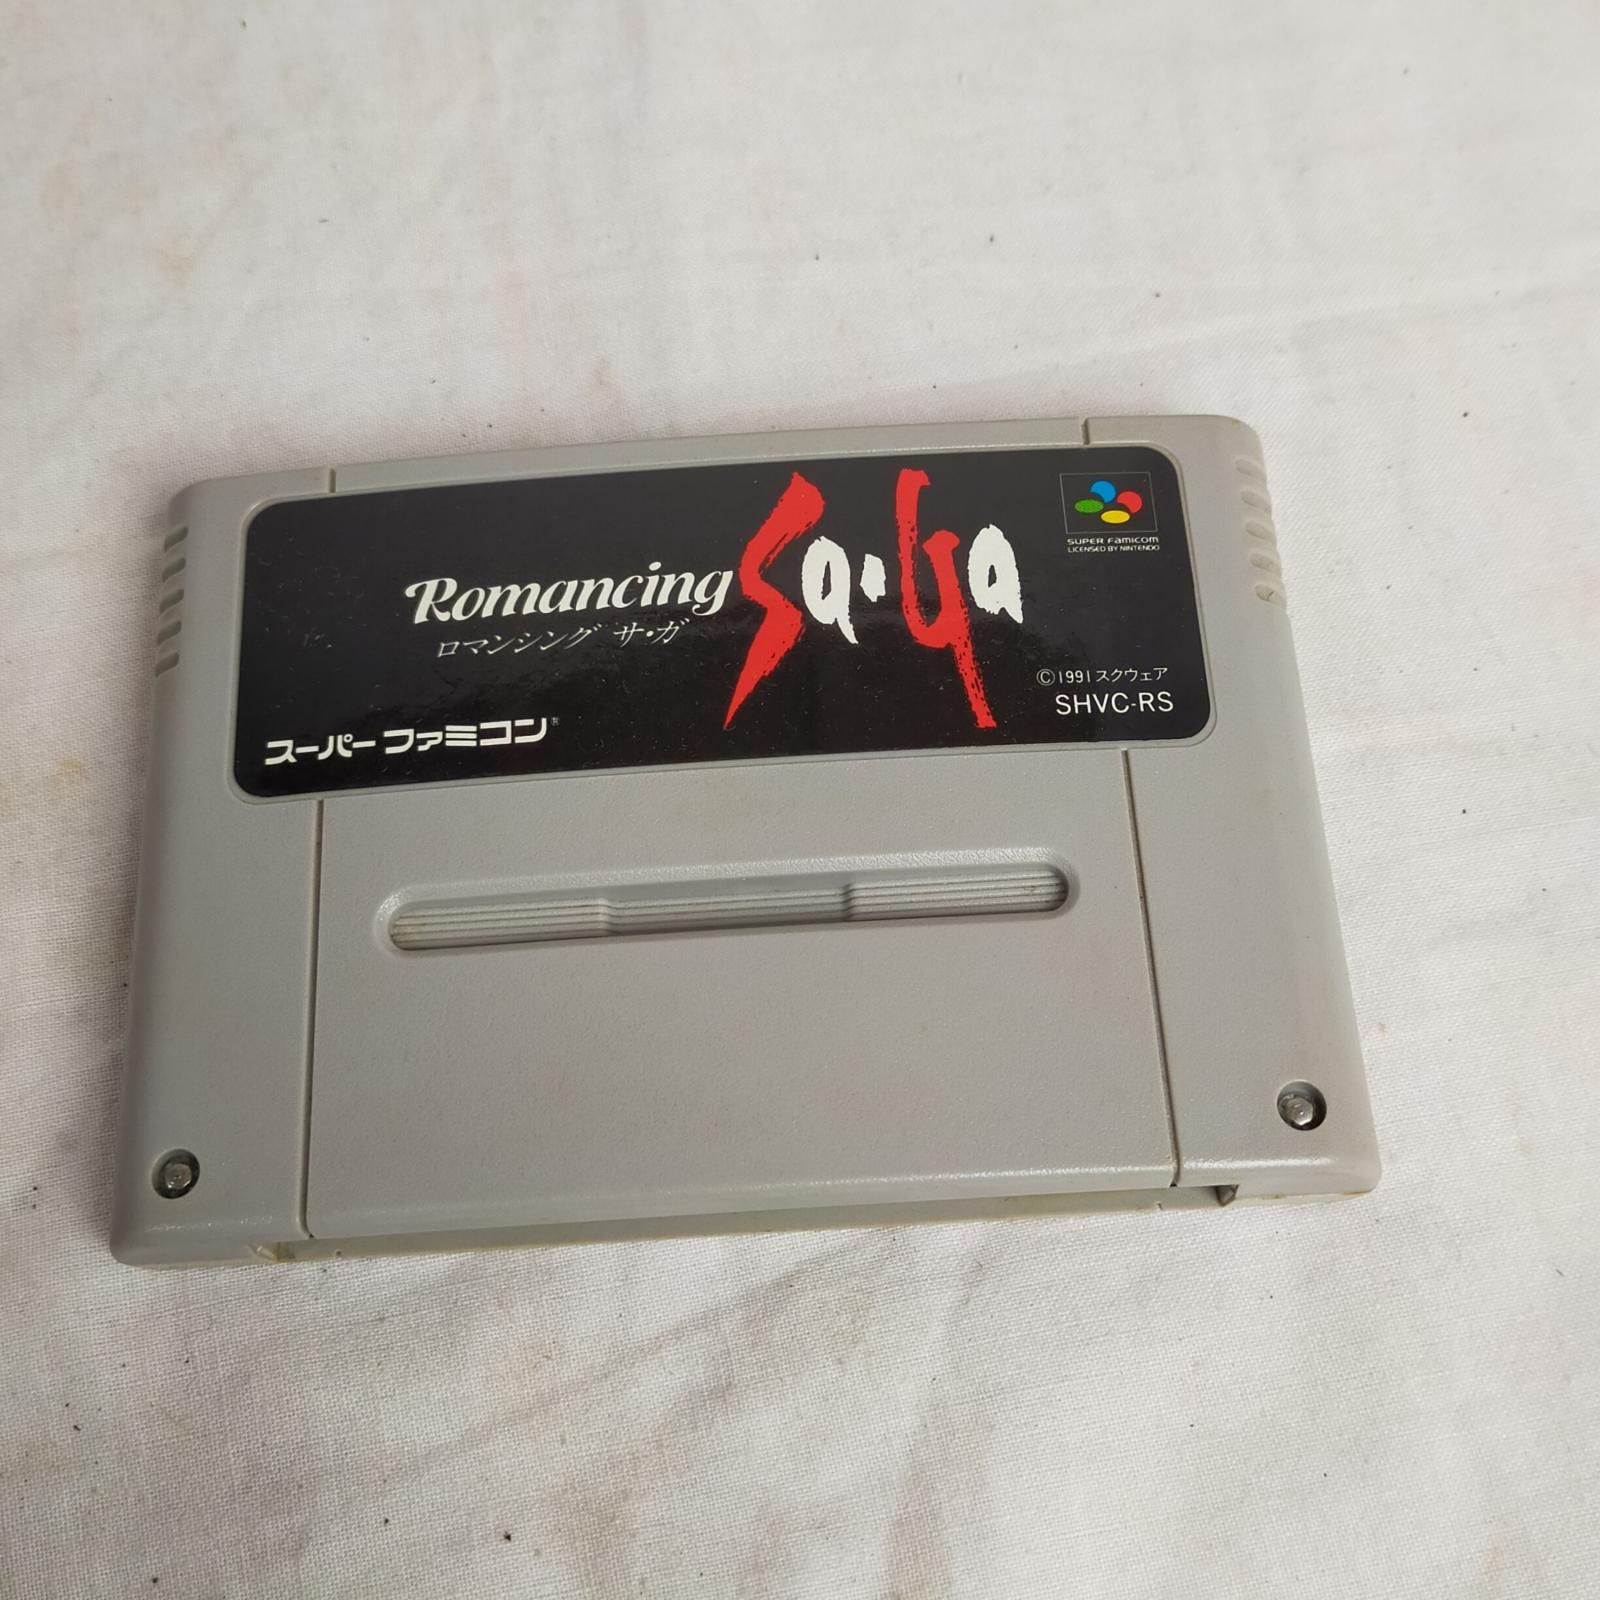 Romancing Sa·Ga
ロマンシング サ・ガ
SUPER FAMICOM
LICENSED BY NINTENDO
©1991 スクウェア
SHVC-RS
スーパーファミコン®